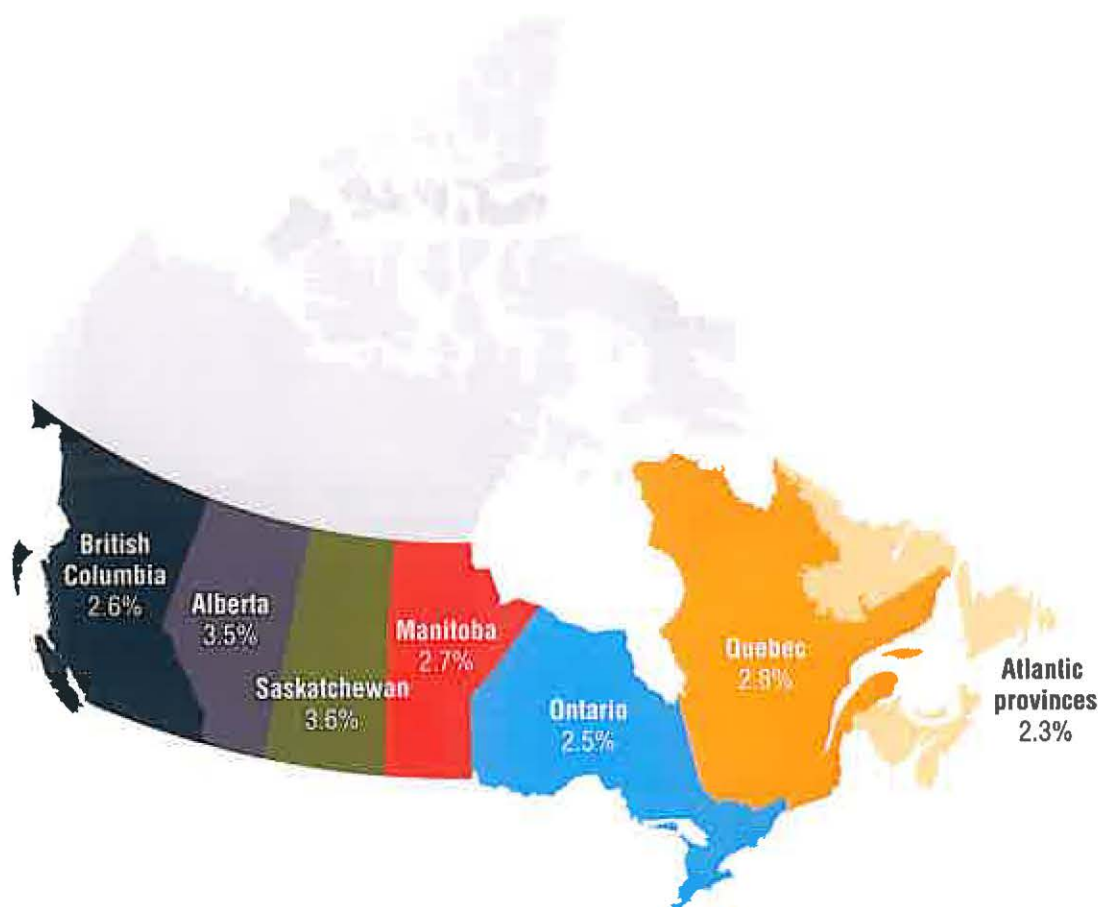 British
Columbia
2.6%
Alberta
3.5%
Saskatchewan
3.6%
Manitoba
2.7%
Ontario
2.5%
Quebec
2.8%
Atlantic
provinces
2.3%